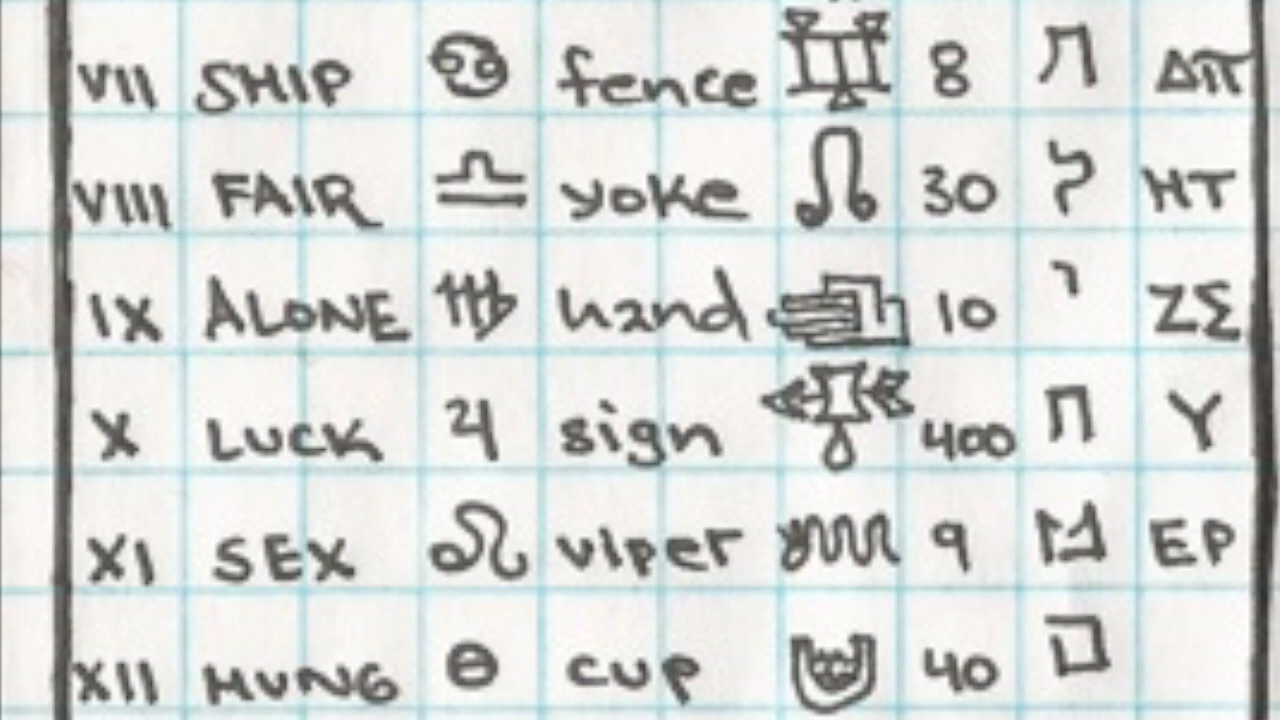 VII SHIP ♋ fence 8 Π ΔΠ
VIII FAIR ♎ yoke 30 HT
IX ALONE ♍ hand 10 ΖΣ
X LUCK ♃ sign 400 Π Υ
XI SEX ♌ viper 9 EP
XII HUNG cup 40